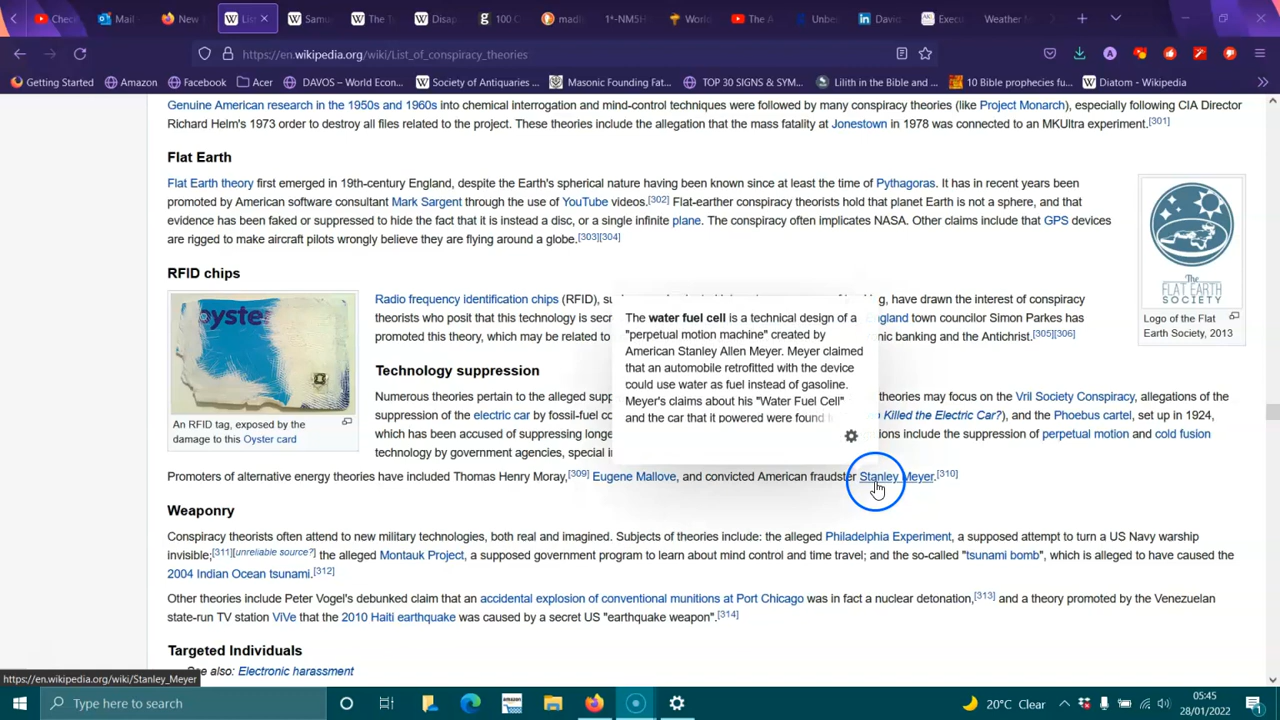 Mail
New
List
Samu
The T
Disap
100 C
madl
1*-NM5H
World
The A
Unbes
David
Execu
Weather M
https://en.wikipedia.org/wiki/List_of_conspiracy_theories
Getting Started
Amazon
Facebook
Acer
DAVOS – World Econ...
Society of Antiquaries ...
Masonic Founding Fat...
TOP 30 SIGNS & SYM...
Lilith in the Bible and ...
10 Bible prophecies fu...
Diatom - Wikipedia
Genuine American research in the 1950s and 1960s into chemical interrogation and mind-control techniques were followed by many conspiracy theories (like Project Monarch), especially following CIA Director
Richard Helm's 1973 order to destroy all files related to the project. These theories include the allegation that the mass fatality at Jonestown in 1978 was connected to an MKUltra experiment.[301]
Flat Earth
Flat Earth theory first emerged in 19th-century England, despite the Earth's spherical nature having been known since at least the time of Pythagoras. It has in recent years been
promoted by American software consultant Mark Sargent through the use of YouTube videos.[302] Flat-earther conspiracy theorists hold that planet Earth is not a sphere, and that
evidence has been faked or suppressed to hide the fact that it is instead a disc, or a single infinite plane. The conspiracy often implicates NASA. Other claims include that GPS devices
are rigged to make aircraft pilots wrongly believe they are flying around a globe.[303][304]
The
FLAT EARTH
SOCIETY
Logo of the Flat
Earth Society, 2013
RFID chips
oyste
An RFID tag, exposed by the
damage to this Oyster card
Radio frequency identification chips (RFID), su
g, have drawn the interest of conspiracy
theorists who posit that this technology is secr
England town councilor Simon Parkes has
promoted this theory, which may be related to
nic banking and the Antichrist.[305][306]
The water fuel cell is a technical design of a
"perpetual motion machine" created by
American Stanley Allen Meyer. Meyer claimed
that an automobile retrofitted with the device
could use water as fuel instead of gasoline.
Meyer's claims about his "Water Fuel Cell"
and the car that it powered were found
Technology suppression
Numerous theories pertain to the alleged supp
theories may focus on the Vril Society Conspiracy, allegations of the
suppression of the electric car by fossil-fuel co
Killed the Electric Car?), and the Phoebus cartel, set up in 1924,
which has been accused of suppressing longe
ations include the suppression of perpetual motion and cold fusion
technology by government agencies, special in
Promoters of alternative energy theories have included Thomas Henry Moray,[309] Eugene Mallove, and convicted American fraudster Stanley Meyer.[310]
Weaponry
Conspiracy theorists often attend to new military technologies, both real and imagined. Subjects of theories include: the alleged Philadelphia Experiment, a supposed attempt to turn a US Navy warship
invisible;[311][unreliable source?] the alleged Montauk Project, a supposed government program to learn about mind control and time travel; and the so-called "tsunami bomb", which is alleged to have caused the
2004 Indian Ocean tsunami.[312]
Other theories include Peter Vogel's debunked claim that an accidental explosion of conventional munitions at Port Chicago was in fact a nuclear detonation,[313] and a theory promoted by the Venezuelan
state-run TV station ViVe that the 2010 Haiti earthquake was caused by a secret US "earthquake weapon".[314]
Targeted Individuals
See also: Electronic harassment
https://en.wikipedia.org/wiki/Stanley_Meyer
Type here to search
20°C Clear
05:45
28/01/2022